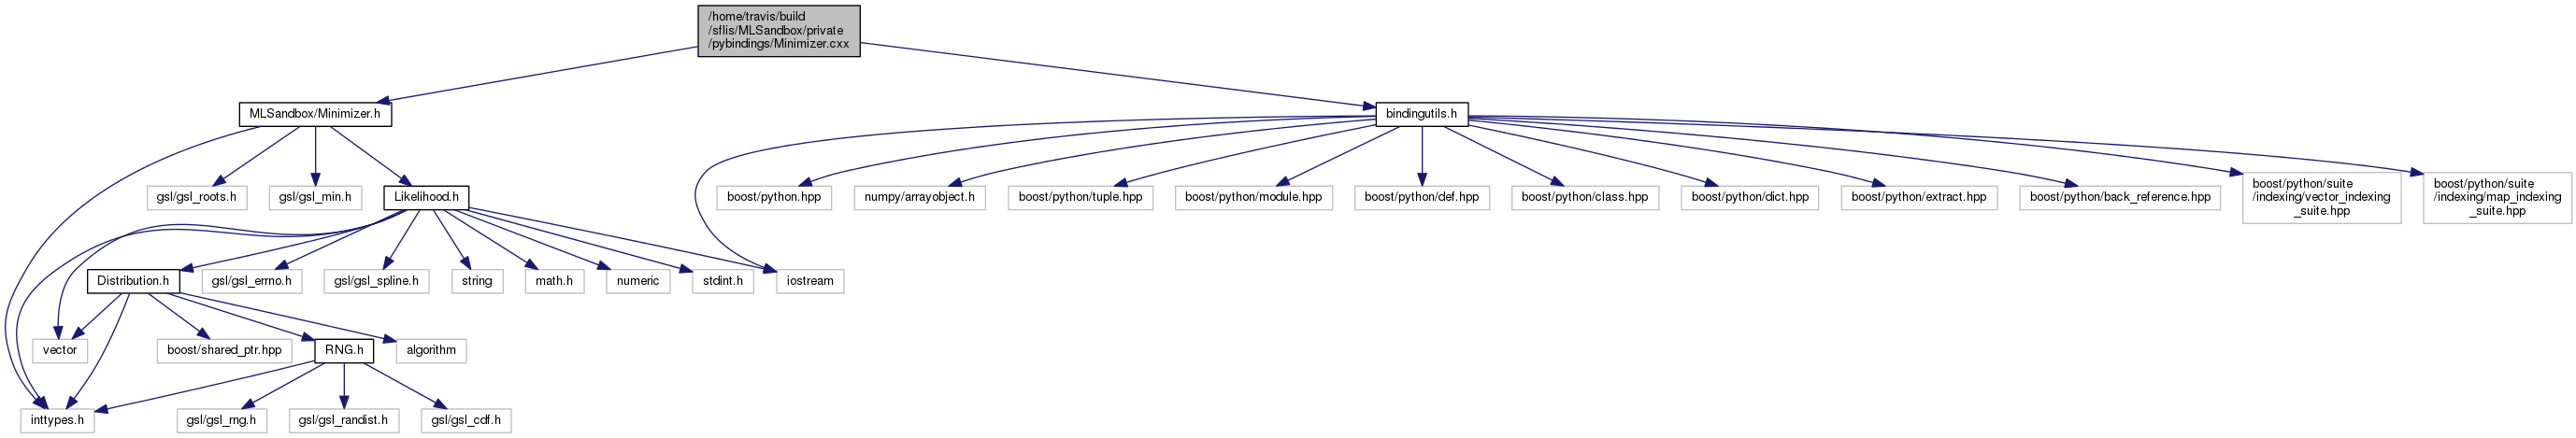 /home/travis/build
/sflis/MLSandbox/private
/pybindings/Minimizer.cxx
MLSandbox/Minimizer.h
bindingutils.h
gsl/gsl_roots.h
gsl/gsl_min.h
Likelihood.h
boost/python.hpp
numpy/arrayobject.h
boost/python/tuple.hpp
boost/python/module.hpp
boost/python/def.hpp
boost/python/class.hpp
boost/python/dict.hpp
boost/python/extract.hpp
boost/python/back_reference.hpp
boost/python/suite
/indexing/vector_indexing
_suite.hpp
boost/python/suite
/indexing/map_indexing
_suite.hpp
Distribution.h
gsl/gsl_errno.h
gsl/gsl_spline.h
string
math.h
numeric
stdint.h
iostream
vector
boost/shared_ptr.hpp
RNG.h
algorithm
inttypes.h
gsl/gsl_rng.h
gsl/gsl_randist.h
gsl/gsl_cdf.h